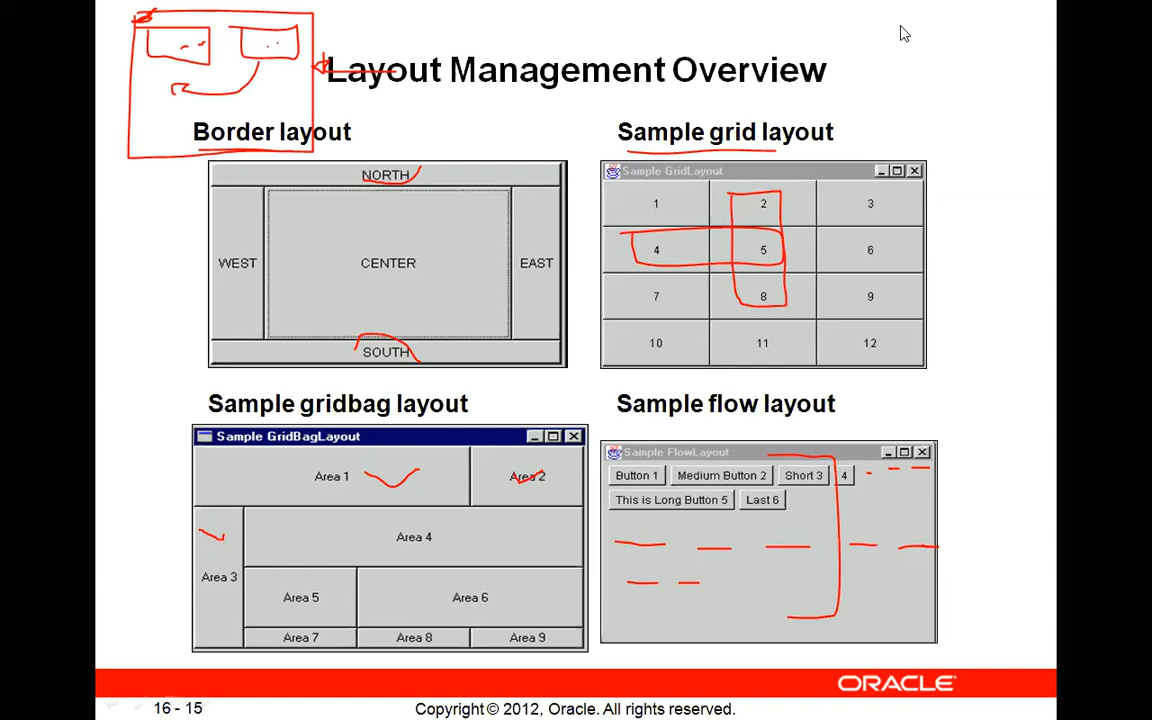 Layout Management Overview
Border layout
NORTH
WEST
CENTER
EAST
SOUTH
Sample grid layout
Sample GridLayout
1 2 3
4 5 6
7 8 9
10 11 12
Sample gridbag layout
Sample GridBagLayout
Area 1 Area 2
Area 3
Area 4
Area 5 Area 6
Area 7 Area 8 Area 9
Sample flow layout
Sample FlowLayout
Button 1 Medium Button 2 Short 3 4
This is Long Button 5 Last 6
ORACLE
16 - 15
Copyright © 2012, Oracle. All rights reserved.